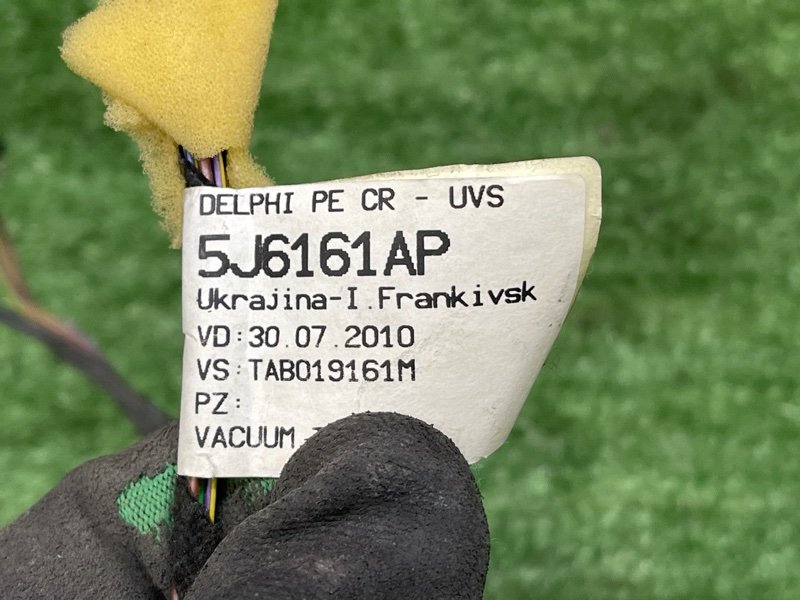 DELPHI PE CR - UVS
5J6161AP
Ukrajina-I.Frankivsk
VD:30.07.2010
VS:TAB019161M
PZ:
VACUUM